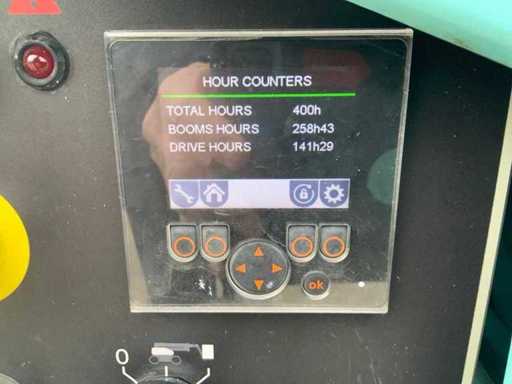 HOUR COUNTERS
TOTAL HOURS 400h
BOOMS HOURS 258h43
DRIVE HOURS 141h29
ok
0